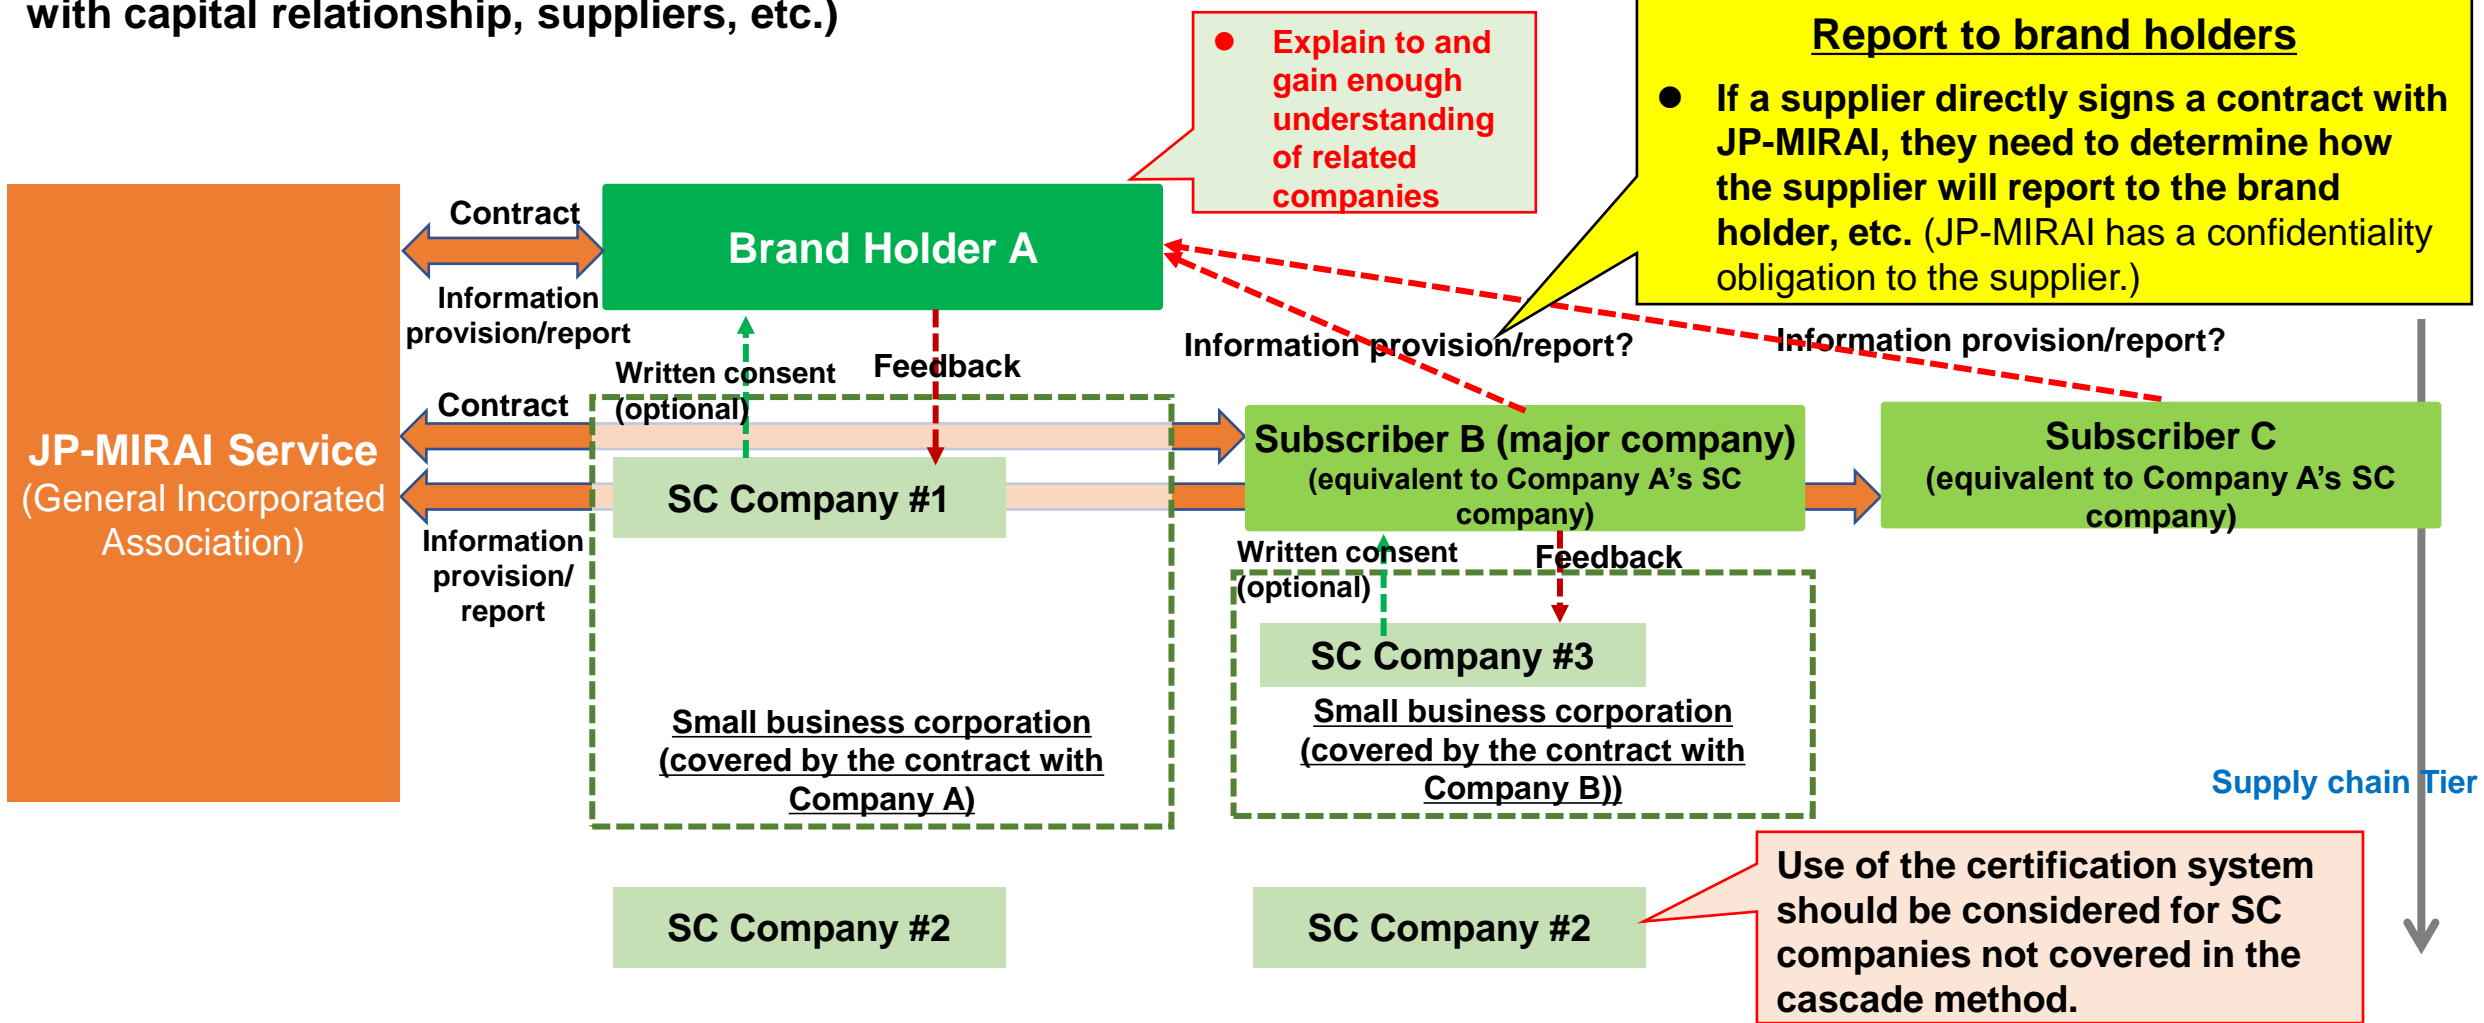 with capital relationship, suppliers, etc.)
Explain to and
gain enough
understanding
of related
companies
Report to brand holders
If a supplier directly signs a contract with
JP-MIRAI, they need to determine how
the supplier will report to the brand
holder, etc. (JP-MIRAI has a confidentiality
obligation to the supplier.)
Contract
Brand Holder A
Information
provision/report
Written consent
(optional)
Feedback
Information provision/report?
Information provision/report?
Contract
JP-MIRAI Service
(General Incorporated
Association)
SC Company #1
Subscriber B (major company)
(equivalent to Company A's SC
company)
Subscriber C
(equivalent to Company A's SC
company)
Information
provision/
report
Written consent
(optional)
Feedback
SC Company #3
Small business corporation
(covered by the contract with
Company A)
Small business corporation
(covered by the contract with
Company B))
Supply chain Tier
SC Company #2
SC Company #2
Use of the certification system
should be considered for SC
companies not covered in the
cascade method.